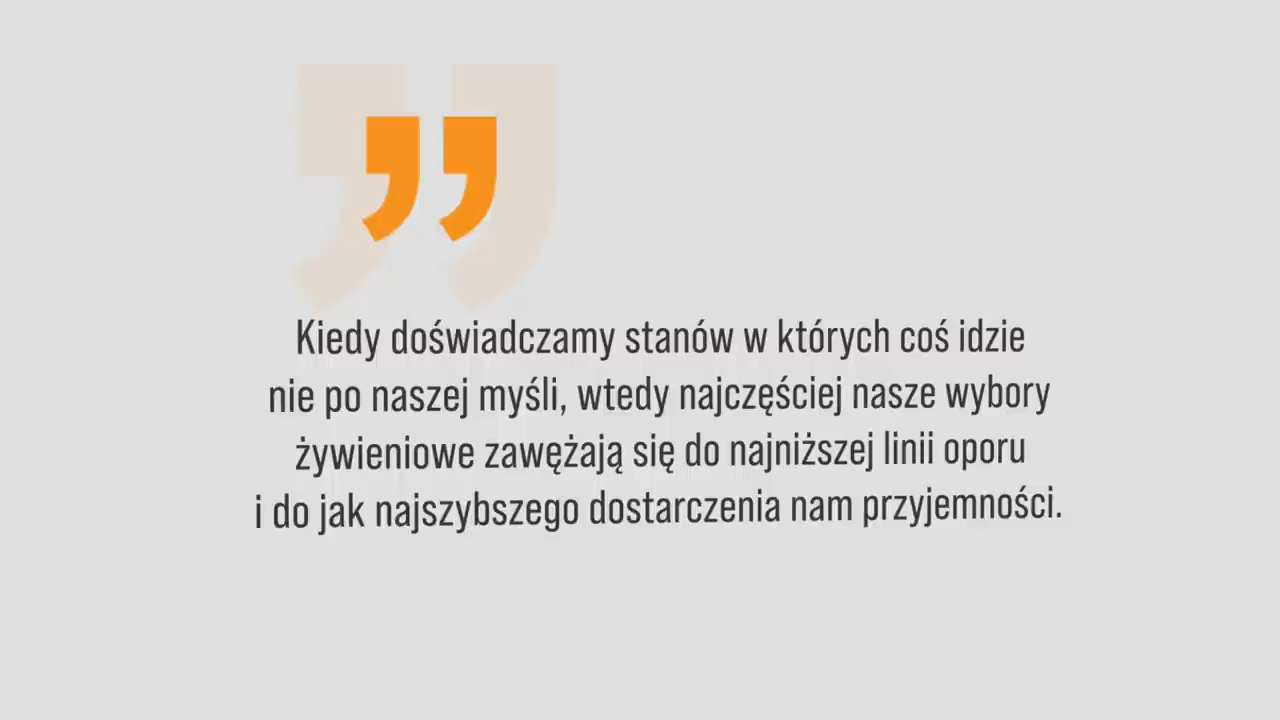 Kiedy doświadczamy stanów w których coś idzie
nie po naszej myśli, wtedy najczęściej nasze wybory
żywieniowe zawężają się do najniższej linii oporu
i do jak najszybszego dostarczenia nam przyjemności.